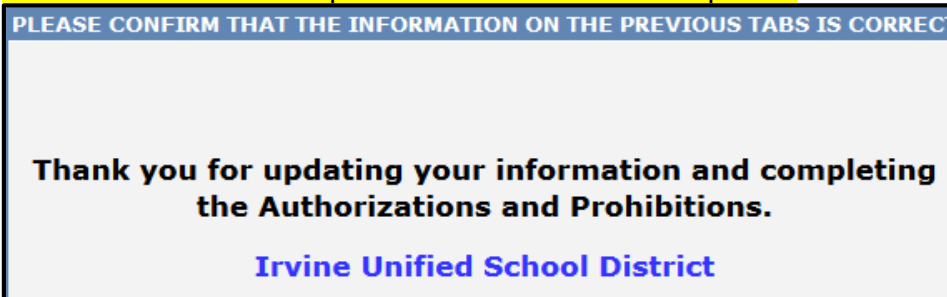 PLEASE CONFIRM THAT THE INFORMATION ON THE PREVIOUS TABS IS CORREC
Thank you for updating your information and completing
the Authorizations and Prohibitions.
Irvine Unified School District